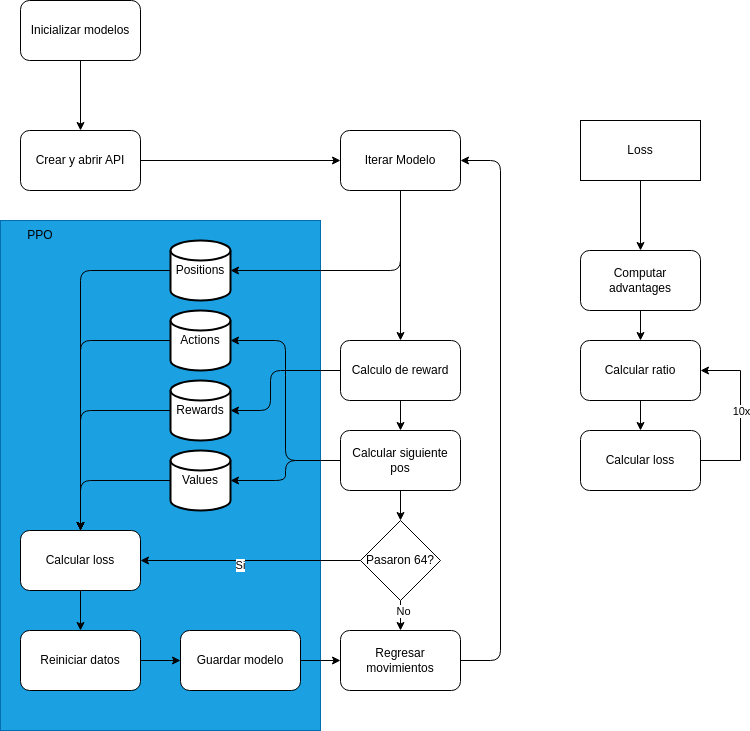 Inicializar modelos
Crear y abrir API
Iterar Modelo
Loss
PPO
Positions
Computar
advantages
Actions
Calculo de reward
Calcular ratio
Rewards
10x
Calcular siguiente
pos
Calcular loss
Values
Calcular loss
Pasaron 64?
Si
No
Reiniciar datos
Guardar modelo
Regresar
movimientos